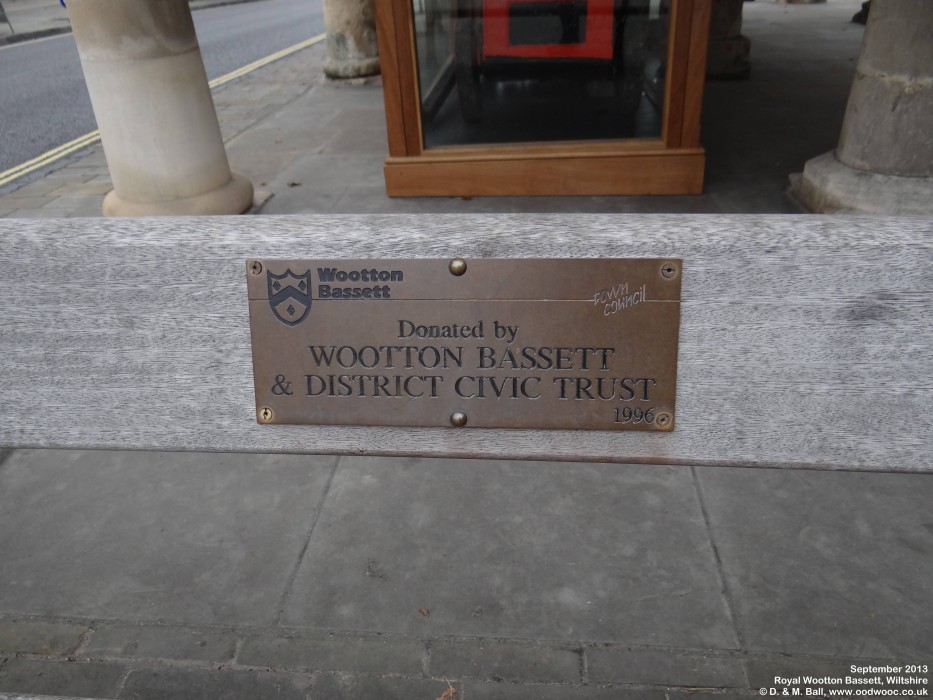 Wootton
Bassett
town
council
Donated by
WOOTTON BASSETT
& DISTRICT CIVIC TRUST
1996
September 2013
Royal Wootton Bassett, Wiltshire
© D. & M. Ball, www.oodwooc.co.uk